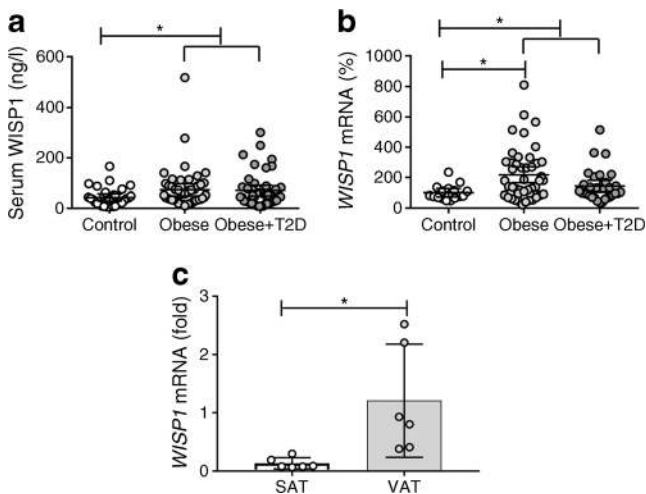 a
*
Serum WISP1 (ng/l)
600
400
200
0
Control Obese Obese+T2D
b
*
*
WISP1 mRNA (%)
1000
800
600
400
200
0
Control Obese Obese+T2D
c
*
WISP1 mRNA (fold)
3
2
1
0
SAT VAT